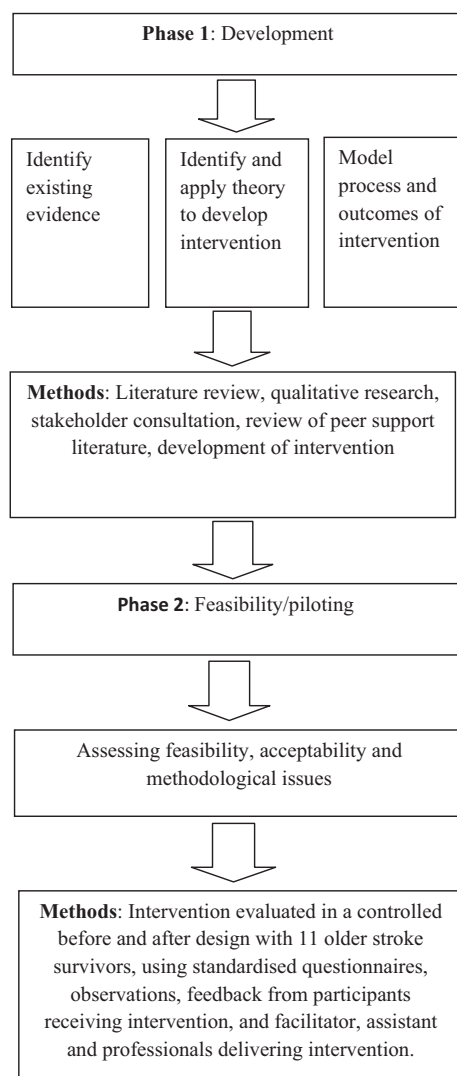 Phase 1: Development
Identify
existing
evidence
Identify and
apply theory
to develop
intervention
Model
process and
outcomes of
intervention
Methods: Literature review, qualitative research,
stakeholder consultation, review of peer support
literature, development of intervention
Phase 2: Feasibility/piloting
Assessing feasibility, acceptability and
methodological issues
Methods: Intervention evaluated in a controlled
before and after design with 11 older stroke
survivors, using standardised questionnaires,
observations, feedback from participants
receiving intervention, and facilitator, assistant
and professionals delivering intervention.